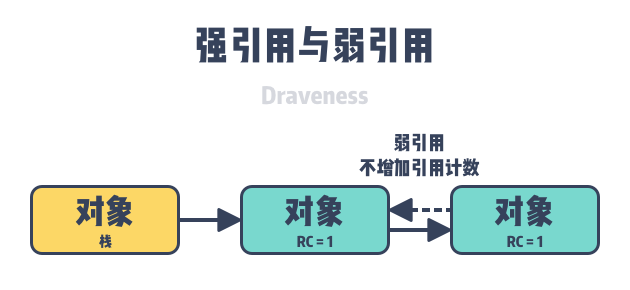 强引用与弱引用
Draveness
弱引用
不增加引用计数
对象
栈
对象
RC = 1
对象
RC = 1